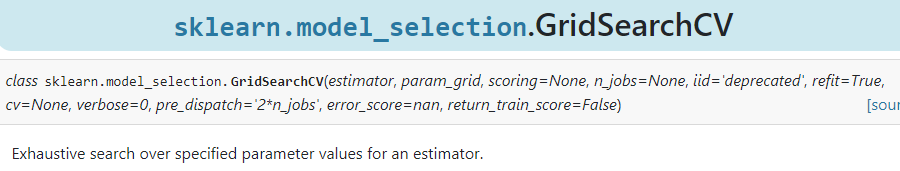 sklearn.model_selection.GridSearchCV
class sklearn.model_selection.GridSearchCV(estimator, param_grid, scoring=None, n_jobs=None, iid='deprecated', refit=True,
cv=None, verbose=0, pre_dispatch='2*n_jobs', error_score=nan, return_train_score=False) [sour
Exhaustive search over specified parameter values for an estimator.